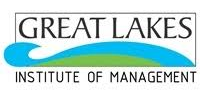 GREAT LAKES
INSTITUTE OF MANAGEMENT